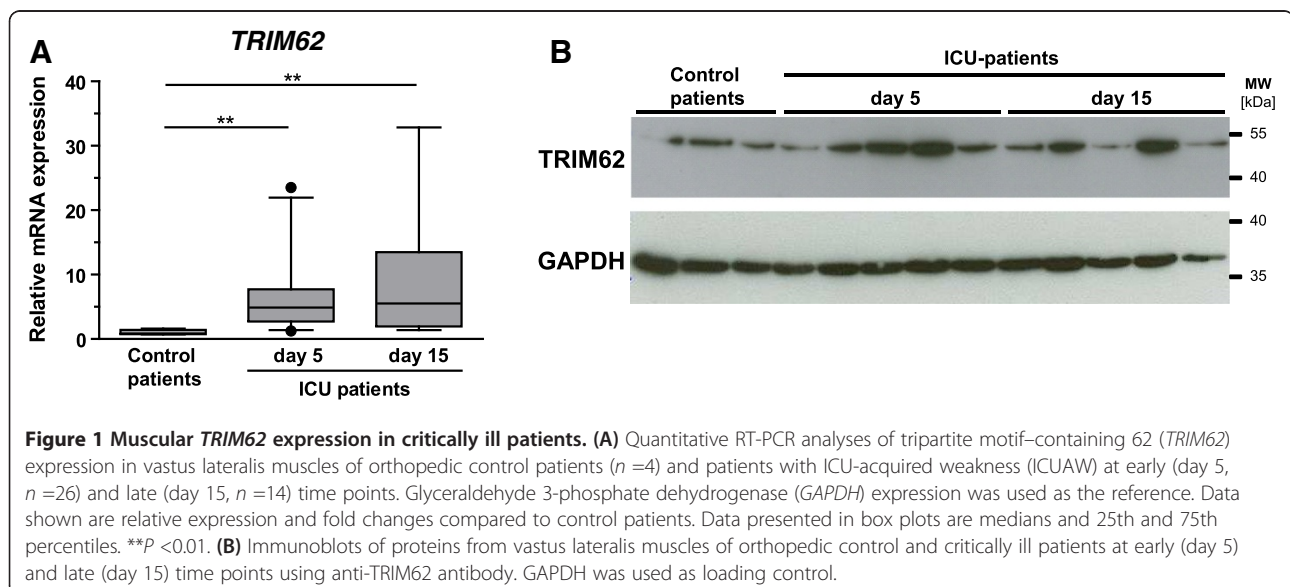 A
TRIM62
Relative mRNA expression
40
30
20
10
0
**
**
Control
patients
day 5
day 15
ICU patients
B
ICU-patients
Control
patients
day 5
day 15
MW
[kDa]
TRIM62
55
40
GAPDH
40
35
Figure 1 Muscular TRIM62 expression in critically ill patients. (A) Quantitative RT-PCR analyses of tripartite motif–containing 62 (TRIM62)
expression in vastus lateralis muscles of orthopedic control patients (n =4) and patients with ICU-acquired weakness (ICUAW) at early (day 5,
n =26) and late (day 15, n =14) time points. Glyceraldehyde 3-phosphate dehydrogenase (GAPDH) expression was used as the reference. Data
shown are relative expression and fold changes compared to control patients. Data presented in box plots are medians and 25th and 75th
percentiles. **P <0.01. (B) Immunoblots of proteins from vastus lateralis muscles of orthopedic control and critically ill patients at early (day 5)
and late (day 15) time points using anti-TRIM62 antibody. GAPDH was used as loading control.